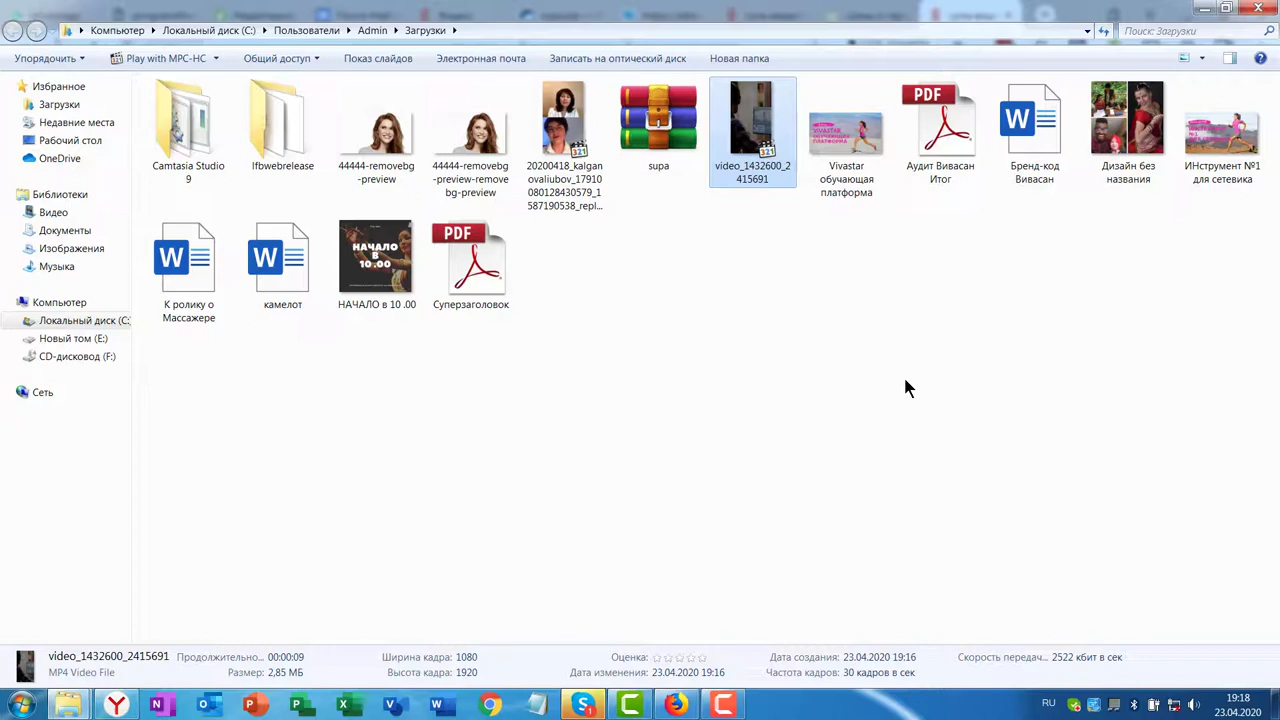 Компьютер Локальный диск (C:) Пользователи Admin Загрузки Поиск: Загрузки
Упорядочить Play with MPC-HC Общий доступ Показ слайдов Электронная почта Записать на оптический диск Новая папка
Избранное
Загрузки
Недавние места
Рабочий стол
OneDrive
Библиотеки
Видео
Документы
Изображения
Музыка
Компьютер
Локальный диск (C:
Новый том (E:)
CD-дисковод (F:)
Сеть
Camtasia Studio
9
lfbwebrelease
44444-removebg
-preview
44444-removebg
-preview-remove
bg-preview
20200418_kalgan
ovaliubov_17910
080128430579_1
587190538_repl...
supa
video_1432600_2
415691
VIVASTAR
ОБУЧАЮЩАЯ
ПЛАТФОРМА
Vivastar
обучающая
платформа
PDF
Аудит Вивасан
Итог
W
Бренд-код
Вивасан
Дизайн без
названия
ИНструмент №1
для сетевика
W
К ролику о
Массажере
W
камелот
НАЧАЛО
В
10 .00
НАЧАЛО в 10 .00
PDF
Суперзаголовок
video_1432600_2415691 Продолжительно... 00:00:09 Ширина кадра: 1080 Оценка: Дата создания: 23.04.2020 19:16 Скорость передач... 2522 кбит в сек
MP4 Video File Размер: 2,85 МБ Высота кадра: 1920 Дата изменения: 23.04.2020 19:16 Частота кадров: 30 кадров в сек
RU 19:18
23.04.2020